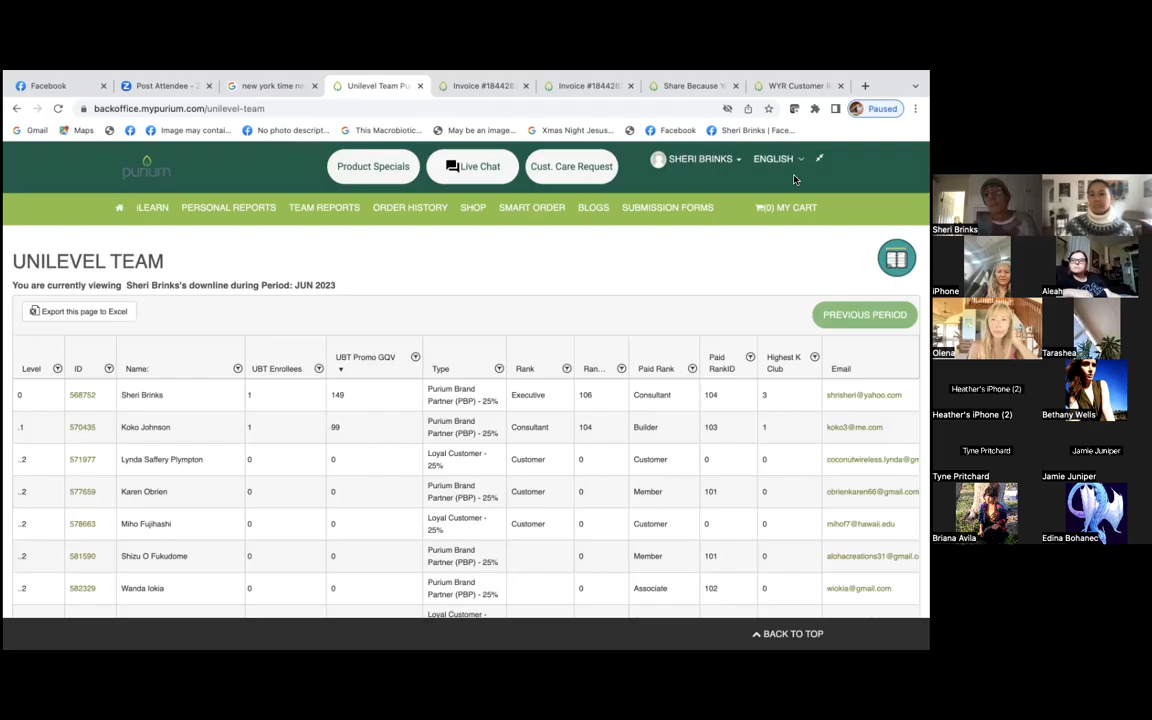 Facebook
Post Attendee - Z
new york time no
Unilevel Team Pu
Invoice #184428
Invoice #184428
Share Because Y
WYR Customer R
backoffice.mypurium.com/unilevel-team
Paused
Gmail
Maps
Image may contai...
No photo descript...
This Macrobiotic...
May be an image...
Xmas Night Jesus...
Facebook
Sheri Brinks | Face...
purium
Product Specials
Live Chat
Cust. Care Request
SHERI BRINKS
ENGLISH
iLEARN
PERSONAL REPORTS
TEAM REPORTS
ORDER HISTORY
SHOP
SMART ORDER
BLOGS
SUBMISSION FORMS
(0) MY CART
UNILEVEL TEAM
You are currently viewing Sheri Brinks's downline during Period: JUN 2023
Export this page to Excel
PREVIOUS PERIOD
Level ID Name: UBT Enrollees UBT Promo GQV Type Rank Ran... Paid Rank Paid RankID Highest K Club Email
0 568752 Sheri Brinks 1 149 Purium Brand Partner (PBP) - 25% Executive 106 Consultant 104 3 shrisheri@yahoo.com
.1 570435 Koko Johnson 1 99 Purium Brand Partner (PBP) - 25% Consultant 104 Builder 103 1 koko3@me.com
..2 571977 Lynda Saffery Plympton 0 0 Loyal Customer - 25% Customer 0 Customer 0 0 coconutwireless.lynda@gm
..2 577659 Karen Obrien 0 0 Purium Brand Partner (PBP) - 25% Customer 0 Member 101 0 obrienkaren66@gmail.com
..2 578663 Miho Fujihashi 0 0 Loyal Customer - 25% Customer 0 Customer 0 0 mihof7@hawaii.edu
..2 581590 Shizu O Fukudome 0 0 Purium Brand Partner (PBP) - 25% 0 Member 101 0 alohacreations31@gmail.c
..2 582329 Wanda Iokia 0 0 Purium Brand Partner (PBP) - 25% 0 Associate 102 0 wiokia@gmail.com
Loyal Customer -
BACK TO TOP
Sheri Brinks
iPhone
Aleah
Olena
Tarashea
Heather's iPhone (2)
Heather's iPhone (2)
Bethany Wells
Tyne Pritchard
Jamie Juniper
Tyne Pritchard
Jamie Juniper
Briana Avila
Edina Bohanec